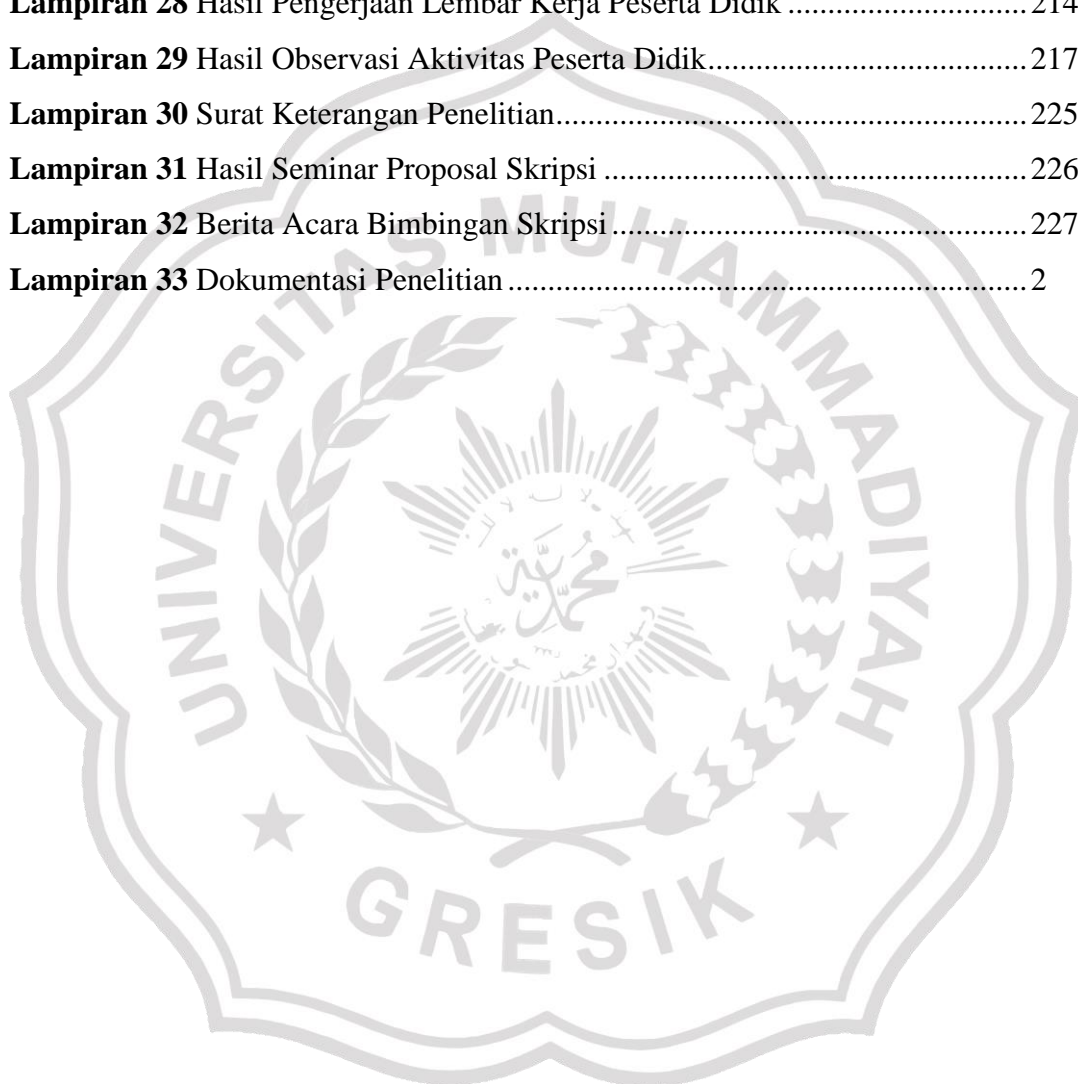 Lampiran 28 Hasil Pengerjaan Lembar Kerja Peserta Didik ................................ 214
Lampiran 29 Hasil Observasi Aktivitas Peserta Didik........................................ 217
Lampiran 30 Surat Keterangan Penelitian........................................................... 225
Lampiran 31 Hasil Seminar Proposal Skripsi ..................................................... 226
Lampiran 32 Berita Acara Bimbingan Skripsi .................................................... 227
Lampiran 33 Dokumentasi Penelitian ................................................................. 2
UNIVERSITAS MUHAMMADIYAH
GRESIK